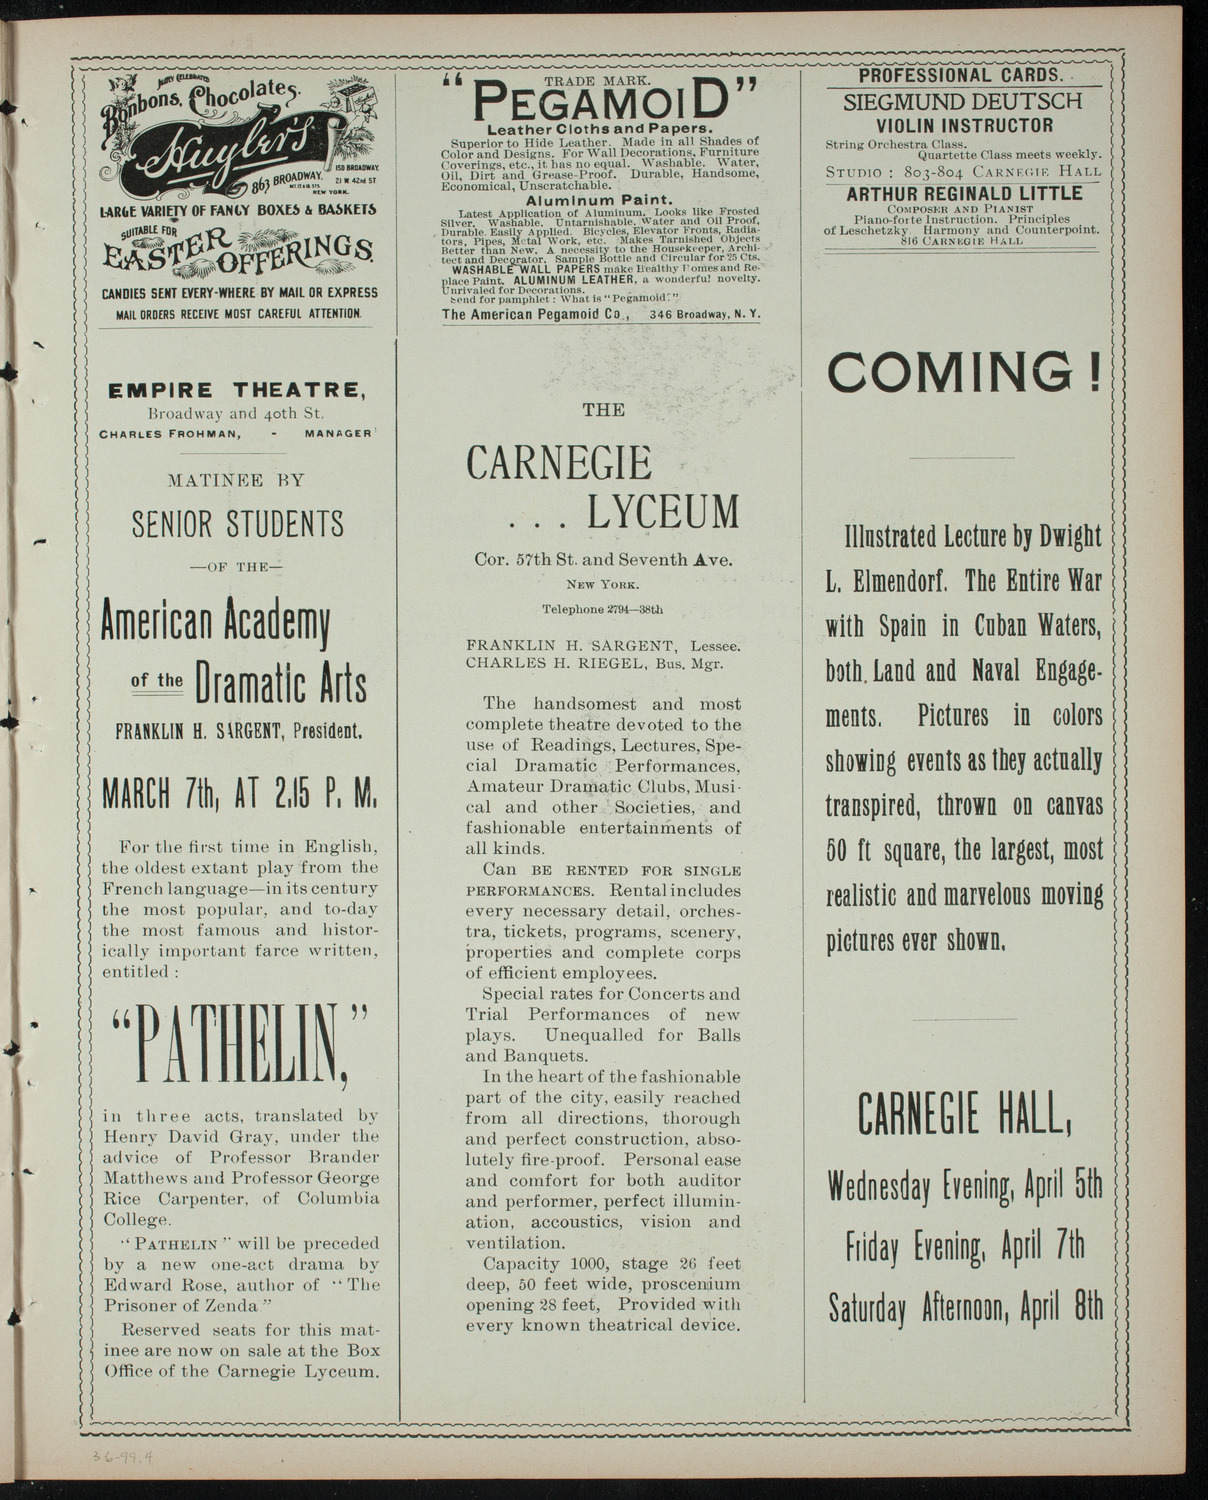 JUSTLY CELEBRATED
Bonbons, Chocolates.
Huyler's
863 BROADWAY.
150 BROADWAY.
21 W. 42nd ST
NEW YORK.
LARGE VARIETY OF FANCY BOXES & BASKETS
SUITABLE FOR
EASTER
OFFERINGS.
CANDIES SENT EVERY-WHERE BY MAIL OR EXPRESS
MAIL ORDERS RECEIVE MOST CAREFUL ATTENTION.
EMPIRE THEATRE,
Broadway and 40th St.
CHARLES FROHMAN, - MANAGER
MATINEE BY
SENIOR STUDENTS
—OF THE—
American Academy
of the Dramatic Arts
FRANKLIN H. SARGENT, President.
MARCH 7th, AT 2.15 P. M.
For the first time in English,
the oldest extant play from the
French language—in its century
the most popular, and to-day
the most famous and histor-
ically important farce written,
entitled :
"PATHELIN,"
in three acts, translated by
Henry David Gray, under the
advice of Professor Brander
Matthews and Professor George
Rice Carpenter, of Columbia
College.
"PATHELIN" will be preceded
by a new one-act drama by
Edward Rose, author of "The
Prisoner of Zenda"
Reserved seats for this mat-
inee are now on sale at the Box
Office of the Carnegie Lyceum.
TRADE MARK.
"PEGAMOID"
Leather Cloths and Papers.
Superior to Hide Leather. Made in all Shades of
Color and Designs. For Wall Decorations, Furniture
Coverings, etc., it has no equal. Washable. Water,
Oil, Dirt and Grease-Proof. Durable, Handsome,
Economical, Unscratchable.
Aluminum Paint.
Latest Application of Aluminum. Looks like Frosted
Silver. Washable. Untarnishable. Water and Oil Proof,
Durable. Easily Applied. Bicycles, Elevator Fronts, Radia-
tors, Pipes, Metal Work, etc. Makes Tarnished Objects
Better than New. A necessity to the Housekeeper, Archi-
tect and Decorator. Sample Bottle and Circular for 25 Cts.
WASHABLE WALL PAPERS make Healthy Homes and Re-
place Paint. ALUMINUM LEATHER, a wonderful novelty.
Unrivaled for Decorations.
Send for pamphlet : What is "Pegamoid?"
The American Pegamoid Co., 346 Broadway, N. Y.
THE
CARNEGIE
. . . LYCEUM
Cor. 57th St. and Seventh Ave.
NEW YORK.
Telephone 2794—38th
FRANKLIN H. SARGENT, Lessee.
CHARLES H. RIEGEL, Bus. Mgr.
The handsomest and most
complete theatre devoted to the
use of Readings, Lectures, Spe-
cial Dramatic Performances,
Amateur Dramatic Clubs, Musi-
cal and other Societies, and
fashionable entertainments of
all kinds.
Can BE RENTED FOR SINGLE
PERFORMANCES. Rental includes
every necessary detail, orches-
tra, tickets, programs, scenery,
properties and complete corps
of efficient employees.
Special rates for Concerts and
Trial Performances of new
plays. Unequalled for Balls
and Banquets.
In the heart of the fashionable
part of the city, easily reached
from all directions, thorough
and perfect construction, abso-
lutely fire-proof. Personal ease
and comfort for both auditor
and performer, perfect illumin-
ation, accoustics, vision and
ventilation.
Capacity 1000, stage 26 feet
deep, 50 feet wide, proscenium
opening 28 feet, Provided with
every known theatrical device.
PROFESSIONAL CARDS.
SIEGMUND DEUTSCH
VIOLIN INSTRUCTOR
String Orchestra Class.
Quartette Class meets weekly.
STUDIO : 803-804 CARNEGIE HALL
ARTHUR REGINALD LITTLE
COMPOSER AND PIANIST
Piano-forte Instruction. Principles
of Leschetzky. Harmony and Counterpoint.
816 CARNEGIE HALL
COMING !
Illustrated Lecture by Dwight
L. Elmendorf. The Entire War
with Spain in Cuban Waters,
both Land and Naval Engage-
ments. Pictures in colors
showing events as they actually
transpired, thrown on canvas
50 ft square, the largest, most
realistic and marvelous moving
pictures ever shown.
CARNEGIE HALL,
Wednesday Evening, April 5th
Friday Evening, April 7th
Saturday Afternoon, April 8th
3-6-99.4